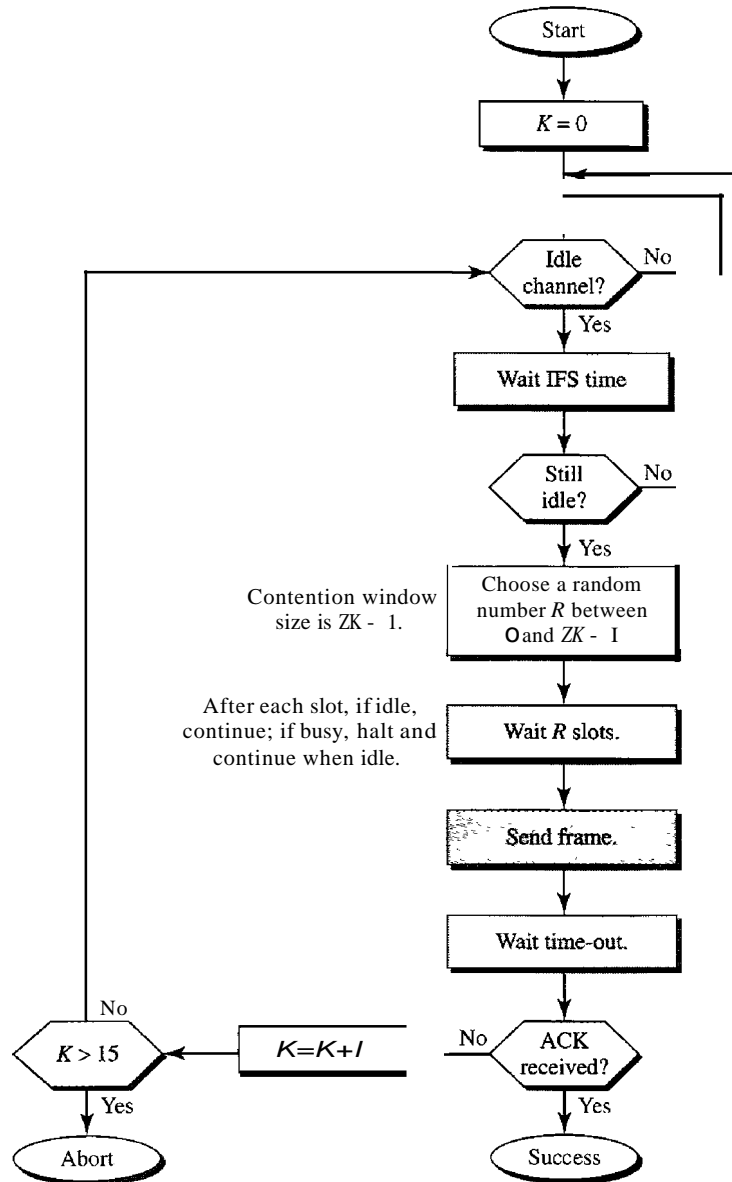 Start
K = 0
Idle
channel?
No
Yes
Wait IFS time
Still
idle?
No
Yes
Contention window
size is ZK - 1.
Choose a random
number R between
O and ZK - I
After each slot, if idle,
continue; if busy, halt and
continue when idle.
Wait R slots.
Send frame.
Wait time-out.
ACK
received?
No
Yes
K=K+I
K > 15
No
Yes
Abort
Success